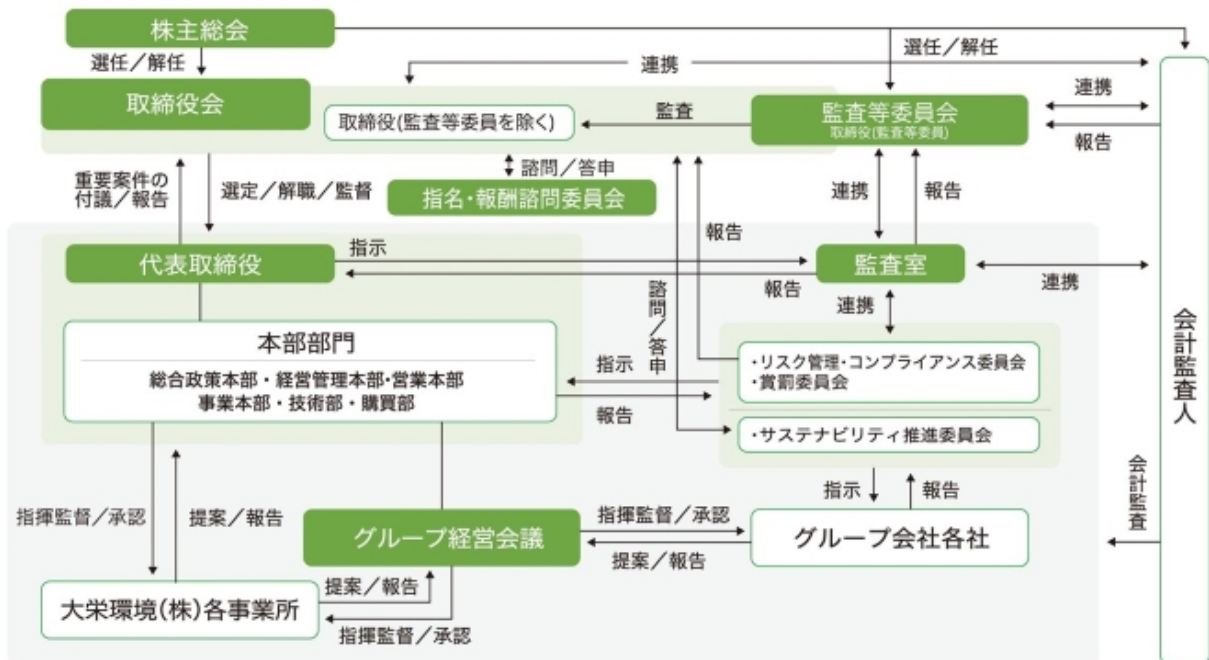 株主総会
選任／解任
選任／解任
連携
取締役会
取締役(監査等委員を除く)
監査
監査等委員会
取締役(監査等委員)
連携
報告
重要案件の
付議／報告
選定／解職／監督
諮問／答申
指名・報酬諮問委員会
連携
報告
報告
代表取締役
指示
報告
監査室
連携
連携
諮問／答申
会計監査人
本部部門
総合政策本部・経営管理本部・営業本部
事業本部・技術部・購買部
指示
報告
・リスク管理・コンプライアンス委員会
・賞罰委員会
・サステナビリティ推進委員会
指示
報告
会計監査
指揮監督／承認
提案／報告
グループ経営会議
指揮監督／承認
提案／報告
グループ会社各社
大栄環境(株)各事業所
提案／報告
指揮監督／承認